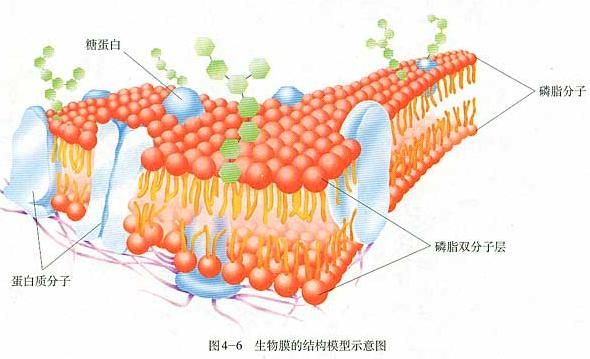 糖蛋白
磷脂分子
磷脂双分子层
蛋白质分子
图4-6 生物膜的结构模型示意图